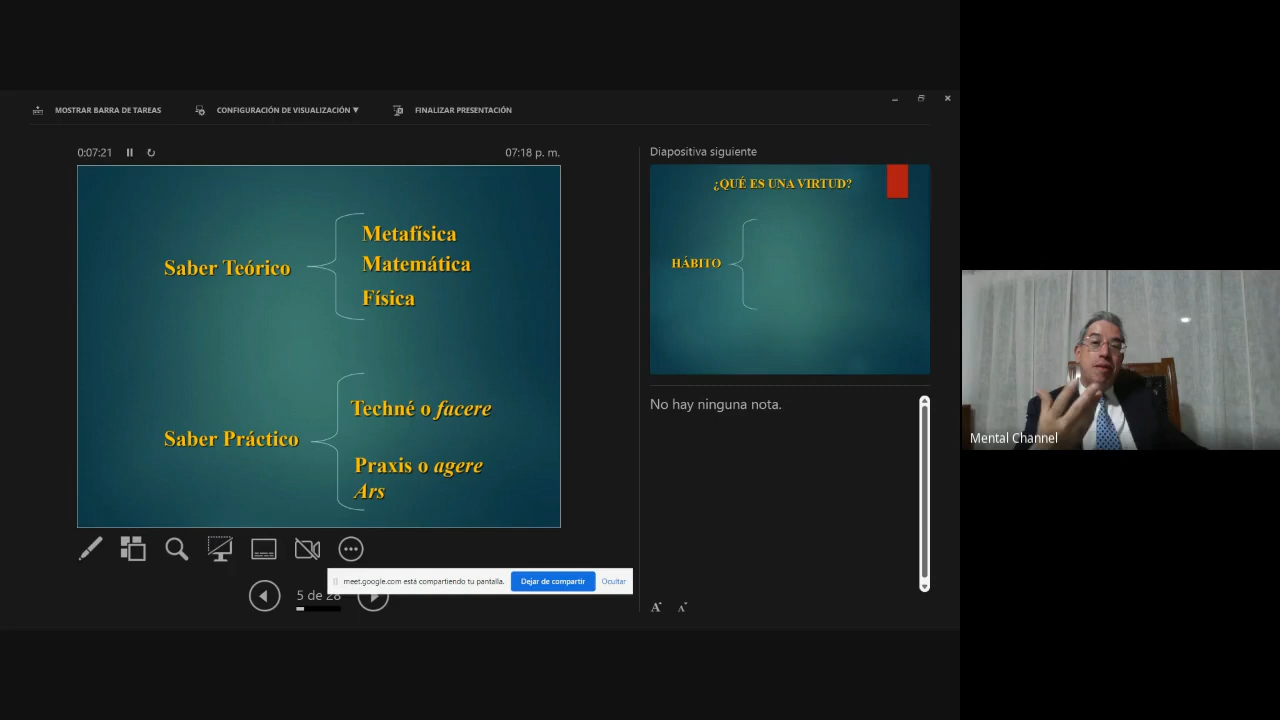 MOSTRAR BARRA DE TAREAS
CONFIGURACIÓN DE VISUALIZACIÓN ▼
FINALIZAR PRESENTACIÓN
0:07:21
07:18 p. m.
Saber Teórico
Metafísica
Matemática
Física
Saber Práctico
Techné o facere
Praxis o agere
Ars
Diapositiva siguiente
¿QUÉ ES UNA VIRTUD?
HÁBITO
No hay ninguna nota.
meet.google.com está compartiendo tu pantalla.
Dejar de compartir
Ocultar
5 de 28
A A
Mental Channel